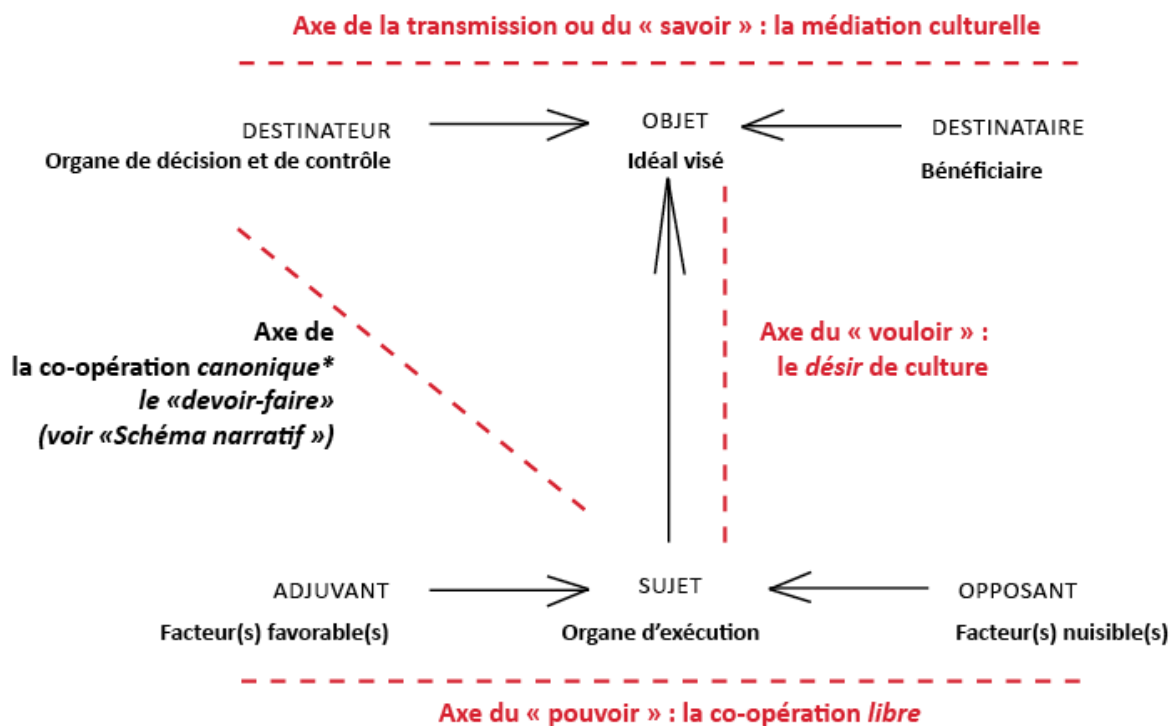 Axe de la transmission ou du « savoir » : la médiation culturelle
DESTINATEUR
Organe de décision et de contrôle
OBJET
Idéal visé
DESTINATAIRE
Bénéficiaire
Axe de
la co-opération canonique*
le «devoir-faire»
(voir «Schéma narratif »)
Axe du « vouloir » :
le désir de culture
ADJUVANT
Facteur(s) favorable(s)
SUJET
Organe d’exécution
OPPOSANT
Facteur(s) nuisible(s)
Axe du « pouvoir » : la co-opération libre